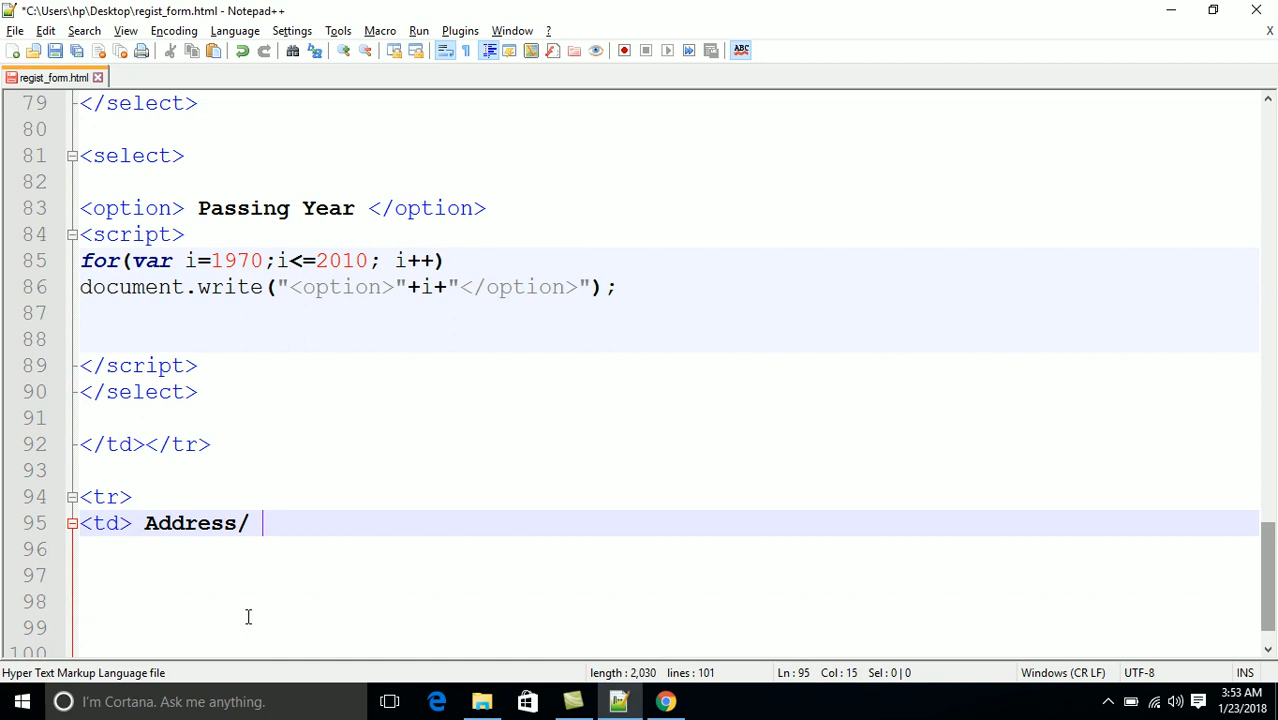 *C:\Users\hp\Desktop\regist_form.html - Notepad++
File Edit Search View Encoding Language Settings Tools Macro Run Plugins Window ? X
ABC
regist_form.html
79 </select>
80
81 <select>
82
83 <option> Passing Year </option>
84 <script>
85 for(var i=1970;i<=2010; i++)
86 document.write("<option>"+i+"</option>");
87
88
89 </script>
90 </select>
91
92 </td></tr>
93
94 <tr>
95 <td> Address/
96
97
98
99
100
Hyper Text Markup Language file length : 2,030 lines : 101 Ln : 95 Col : 15 Sel : 0 | 0 Windows (CR LF) UTF-8 INS
I'm Cortana. Ask me anything. 3:53 AM
1/23/2018